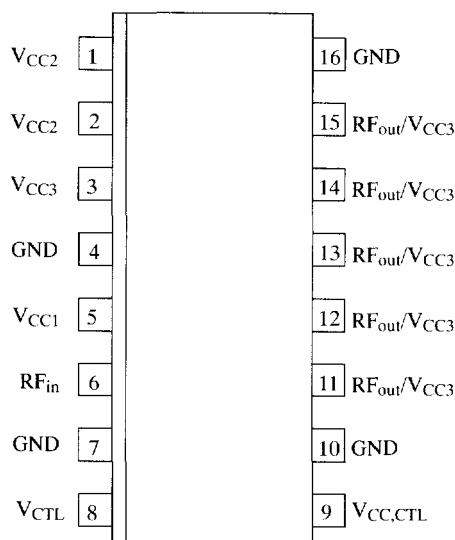 V_CC2 1 16 GND
V_CC2 2 15 RF_out/V_CC3
V_CC3 3 14 RF_out/V_CC3
GND 4 13 RF_out/V_CC3
V_CC1 5 12 RF_out/V_CC3
RF_in 6 11 RF_out/V_CC3
GND 7 10 GND
V_CTL 8 9 V_CC,CTL